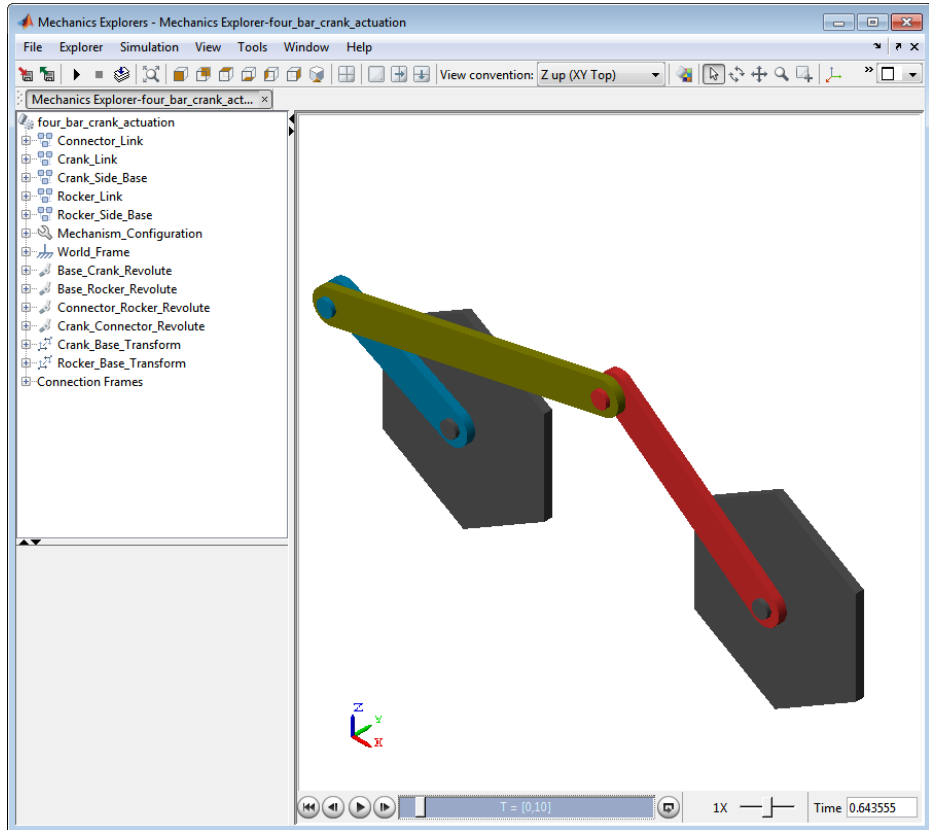 Mechanics Explorers - Mechanics Explorer-four_bar_crank_actuation
File Explorer Simulation View Tools Window Help
View convention: Z up (XY Top)
Mechanics Explorer-four_bar_crank_act...
four_bar_crank_actuation
Connector_Link
Crank_Link
Crank_Side_Base
Rocker_Link
Rocker_Side_Base
Mechanism_Configuration
World_Frame
Base_Crank_Revolute
Base_Rocker_Revolute
Connector_Rocker_Revolute
Crank_Connector_Revolute
Crank_Base_Transform
Rocker_Base_Transform
Connection Frames
Z
Y
X
T = [0,10]
1X
Time 0.643555